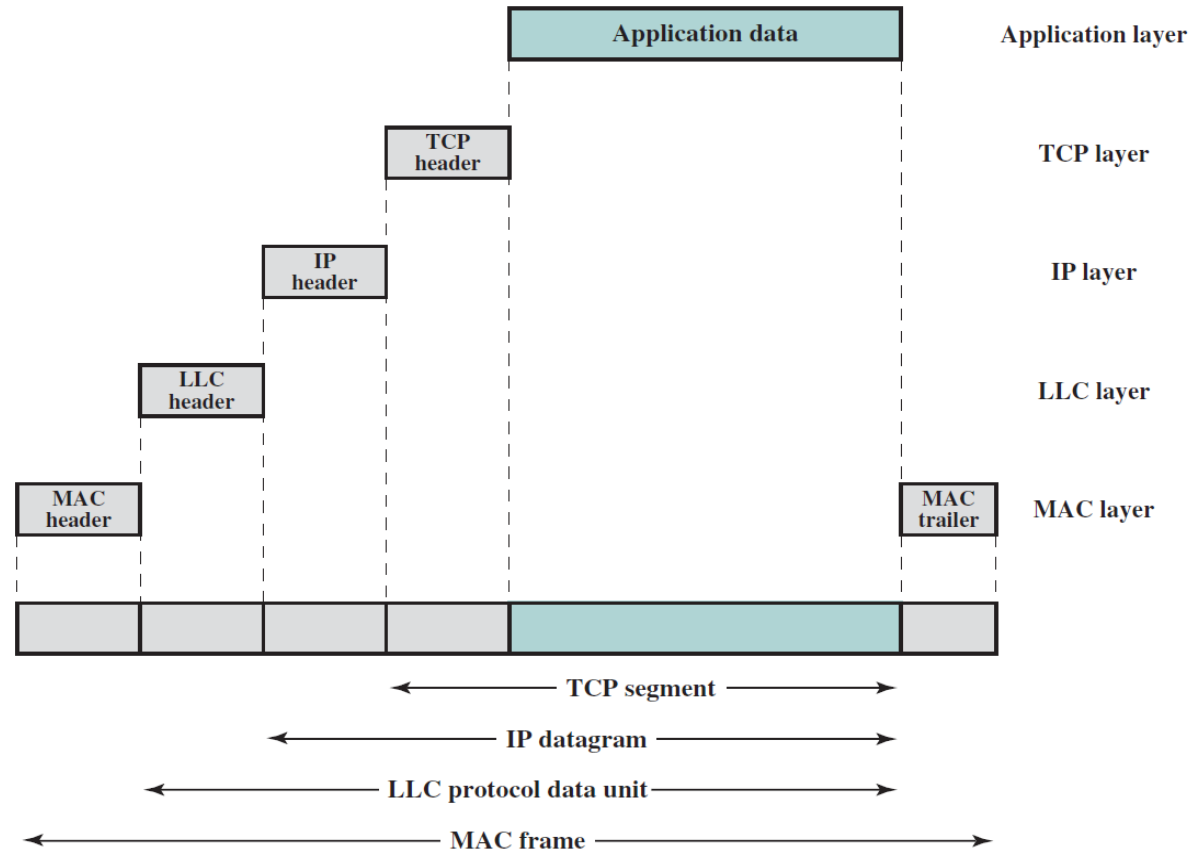 Application data
Application layer
TCP
header
TCP layer
IP
header
IP layer
LLC
header
LLC layer
MAC
header
MAC
trailer
MAC layer
TCP segment
IP datagram
LLC protocol data unit
MAC frame